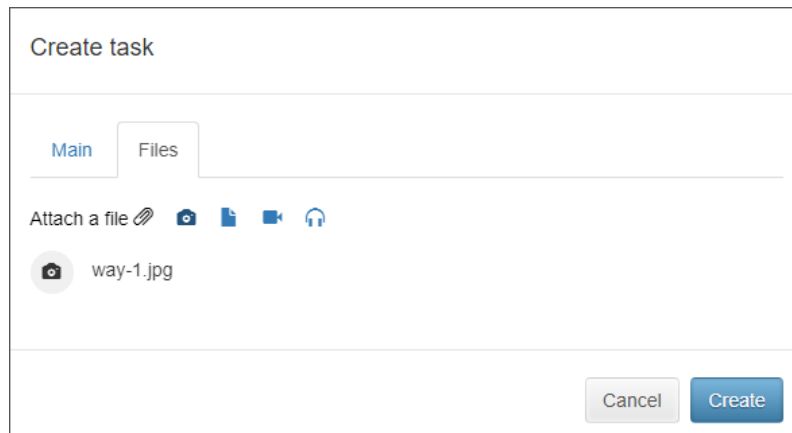 Create task
Main Files
Attach a file
way-1.jpg
Cancel Create